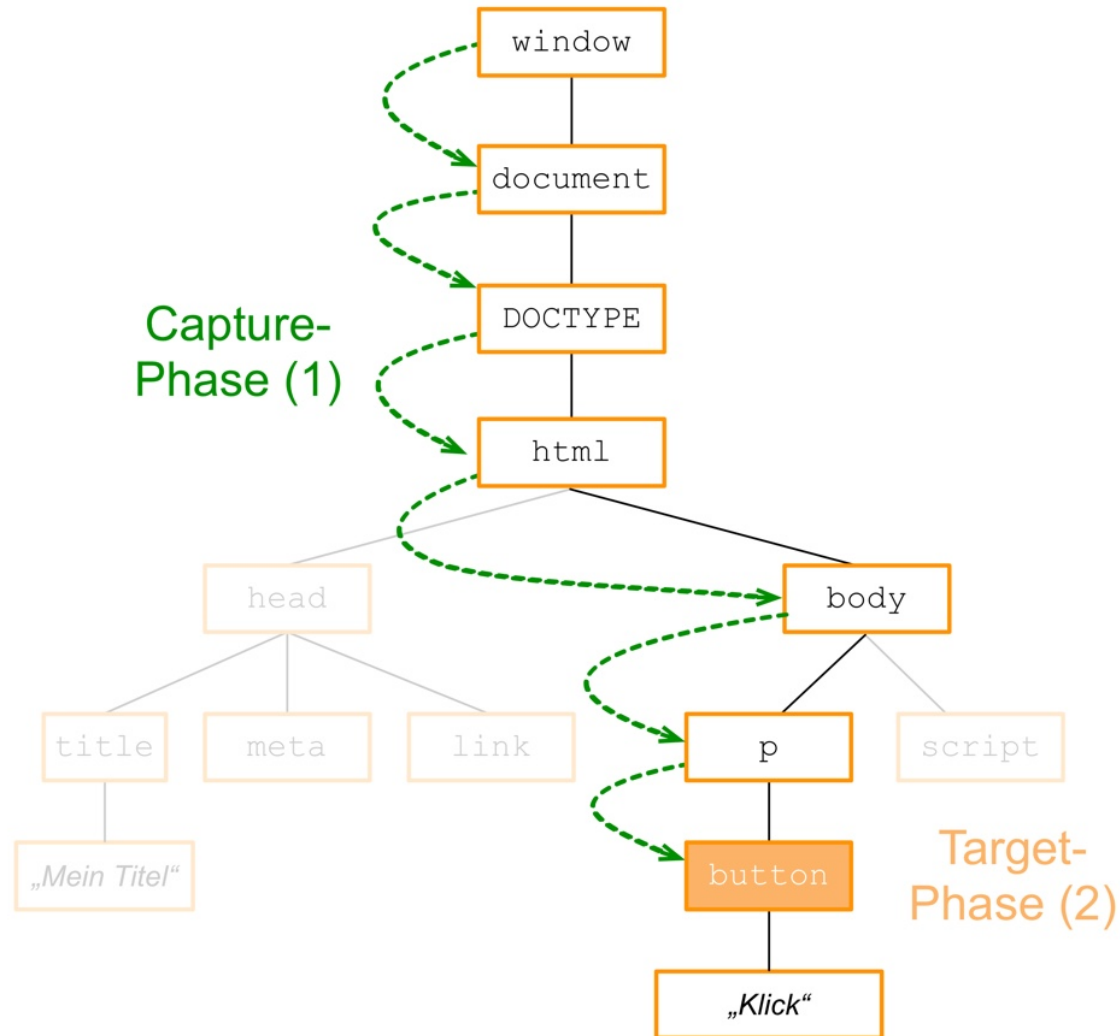 window
document
DOCTYPE
Capture-
Phase (1)
html
head
body
title
meta
link
p
script
„Mein Titel“
button
Target-
Phase (2)
„Klick“